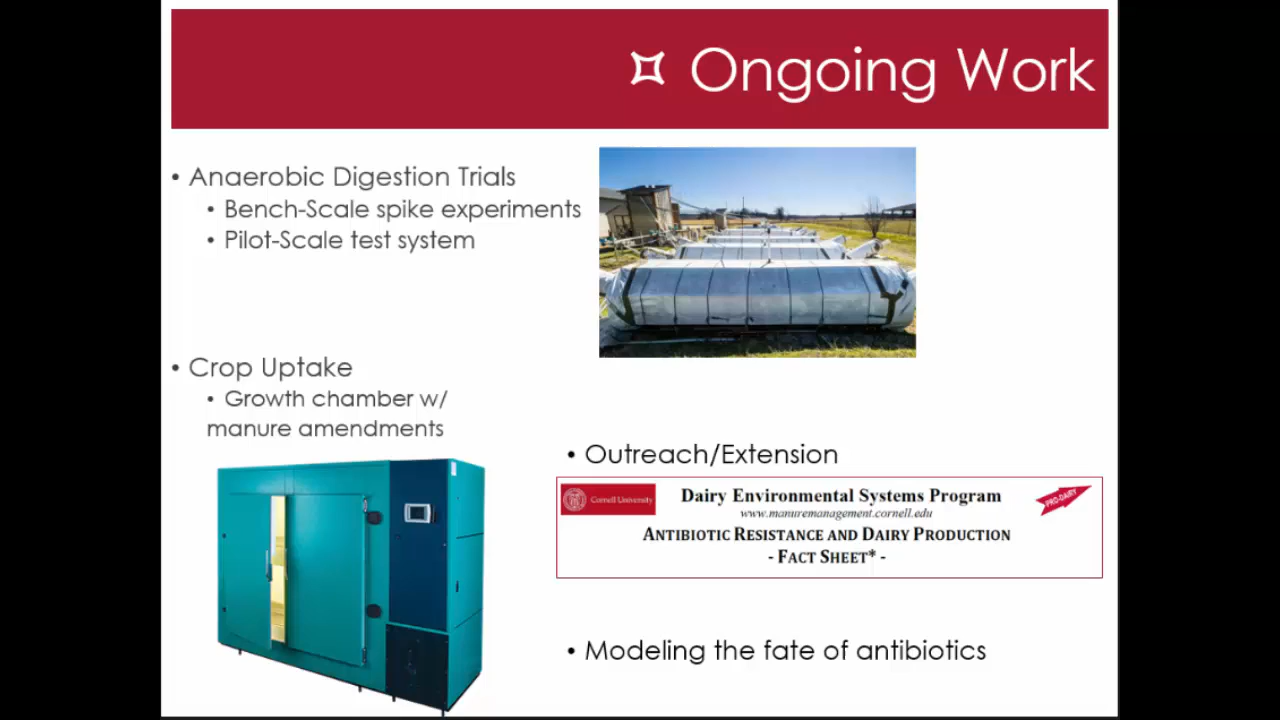 Ongoing Work
• Anaerobic Digestion Trials
• Bench-Scale spike experiments
• Pilot-Scale test system
• Crop Uptake
• Growth chamber w/
manure amendments
• Outreach/Extension
Cornell University
Dairy Environmental Systems Program
www.manuremanagement.cornell.edu
PRO-DAIRY
ANTIBIOTIC RESISTANCE AND DAIRY PRODUCTION
- FACT SHEET* -
• Modeling the fate of antibiotics